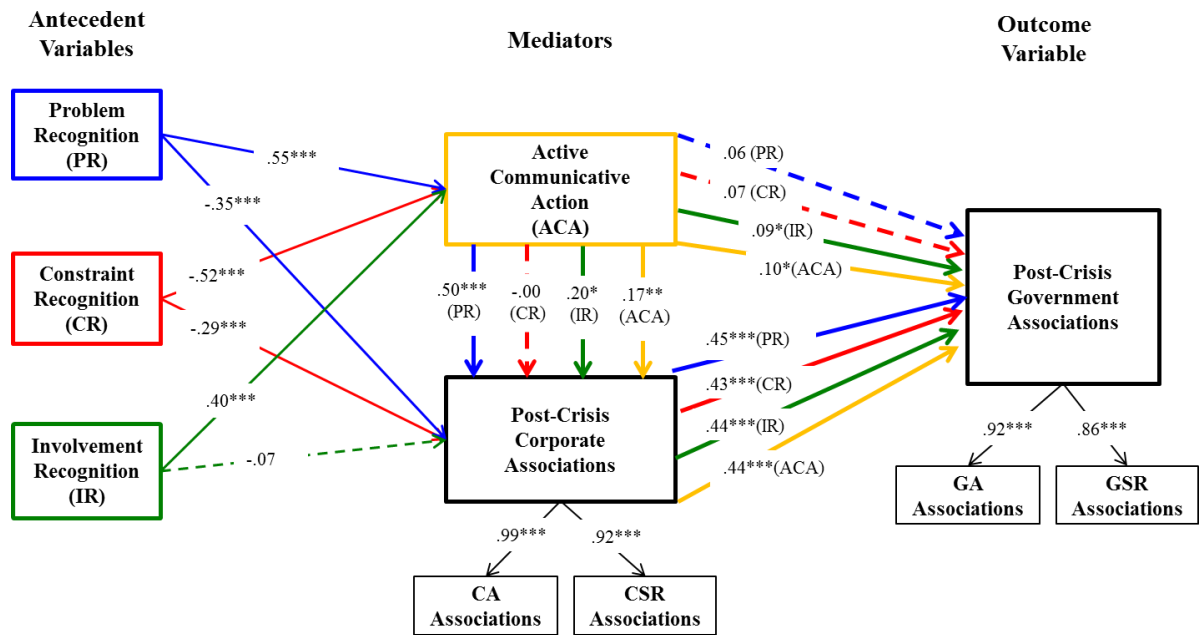 Antecedent
Variables
Mediators
Outcome
Variable
Problem
Recognition
(PR)
Constraint
Recognition
(CR)
Involvement
Recognition
(IR)
.55***
-.35***
-.52***
-.29***
.40***
-.07
Active
Communicative
Action
(ACA)
.50***
(PR)
-.00
(CR)
.20*
(IR)
.17**
(ACA)
Post-Crisis
Corporate
Associations
.99***
.92***
CA
Associations
CSR
Associations
.06 (PR)
.07 (CR)
.09*(IR)
.10*(ACA)
.45***(PR)
.43***(CR)
.44***(IR)
.44***(ACA)
Post-Crisis
Government
Associations
.92***
.86***
GA
Associations
GSR
Associations